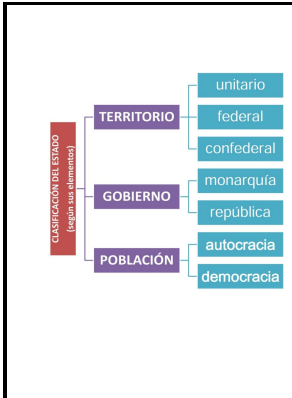 CLASIFICACIÓN DEL ESTADO
(según sus elementos)
TERRITORIO
unitario
federal
confederal
GOBIERNO
monarquía
república
POBLACIÓN
autocracia
democracia